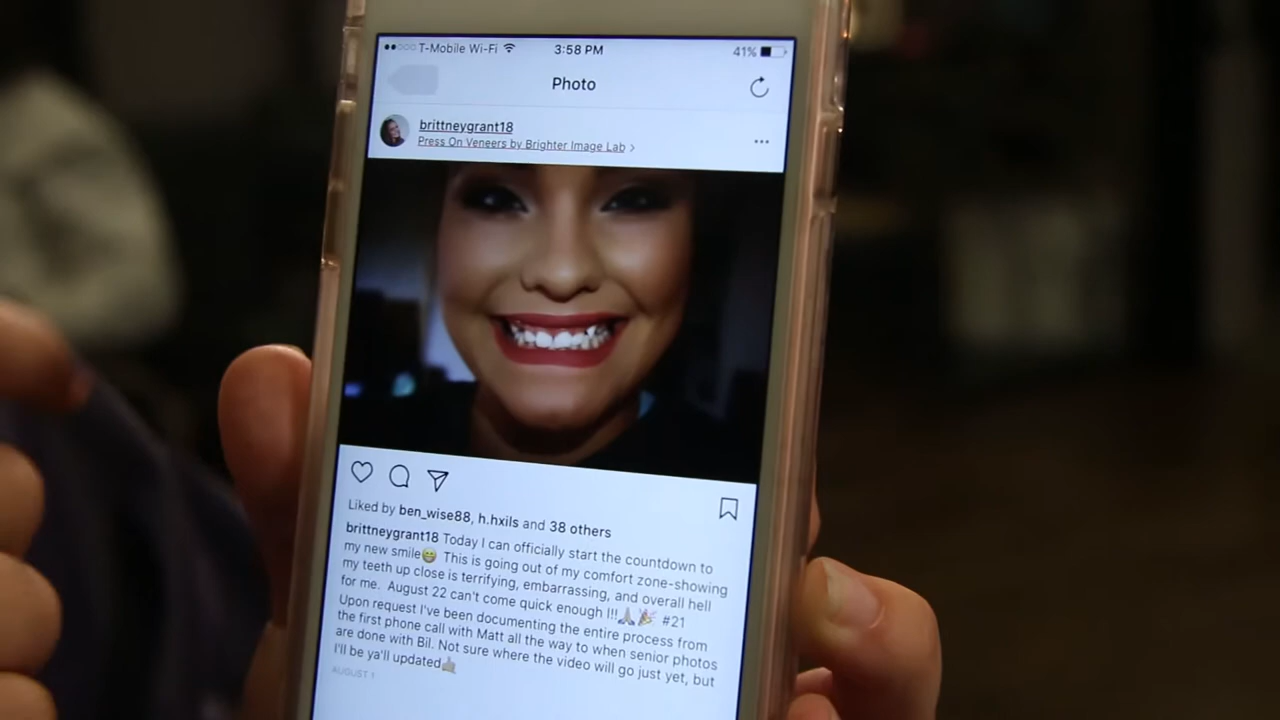 T-Mobile Wi-Fi 3:58 PM 41%
Photo
brittneygrant18
Press On Veneers by Brighter Image Lab >
Liked by ben_wise88, h.hxils and 38 others
brittneygrant18 Today I can officially start the countdown to
my new smile😁 This is going out of my comfort zone-showing
my teeth up close is terrifying, embarrassing, and overall hell
for me. August 22 can't come quick enough !!!🙏🏼🎉 #21
Upon request I've been documenting the entire process from
the first phone call with Matt all the way to when senior photos
are done with Bil. Not sure where the video will go just yet, but
I'll be ya'll updated🤙🏼
AUGUST 1